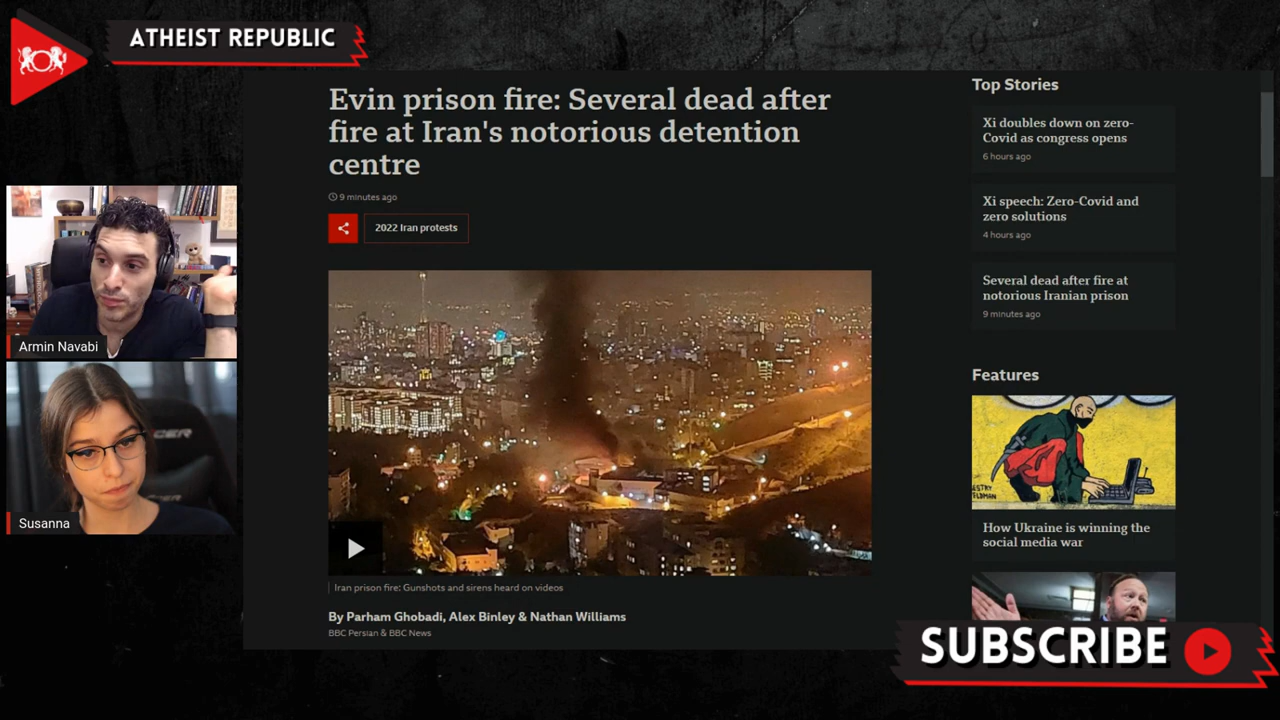 ATHEIST REPUBLIC
Evin prison fire: Several dead after
fire at Iran's notorious detention
centre
9 minutes ago
2022 Iran protests
Iran prison fire: Gunshots and sirens heard on videos
By Parham Ghobadi, Alex Binley & Nathan Williams
BBC Persian & BBC News
Top Stories
Xi doubles down on zero-
Covid as congress opens
6 hours ago
Xi speech: Zero-Covid and
zero solutions
4 hours ago
Several dead after fire at
notorious Iranian prison
9 minutes ago
Features
How Ukraine is winning the
social media war
Armin Navabi
Susanna
SUBSCRIBE